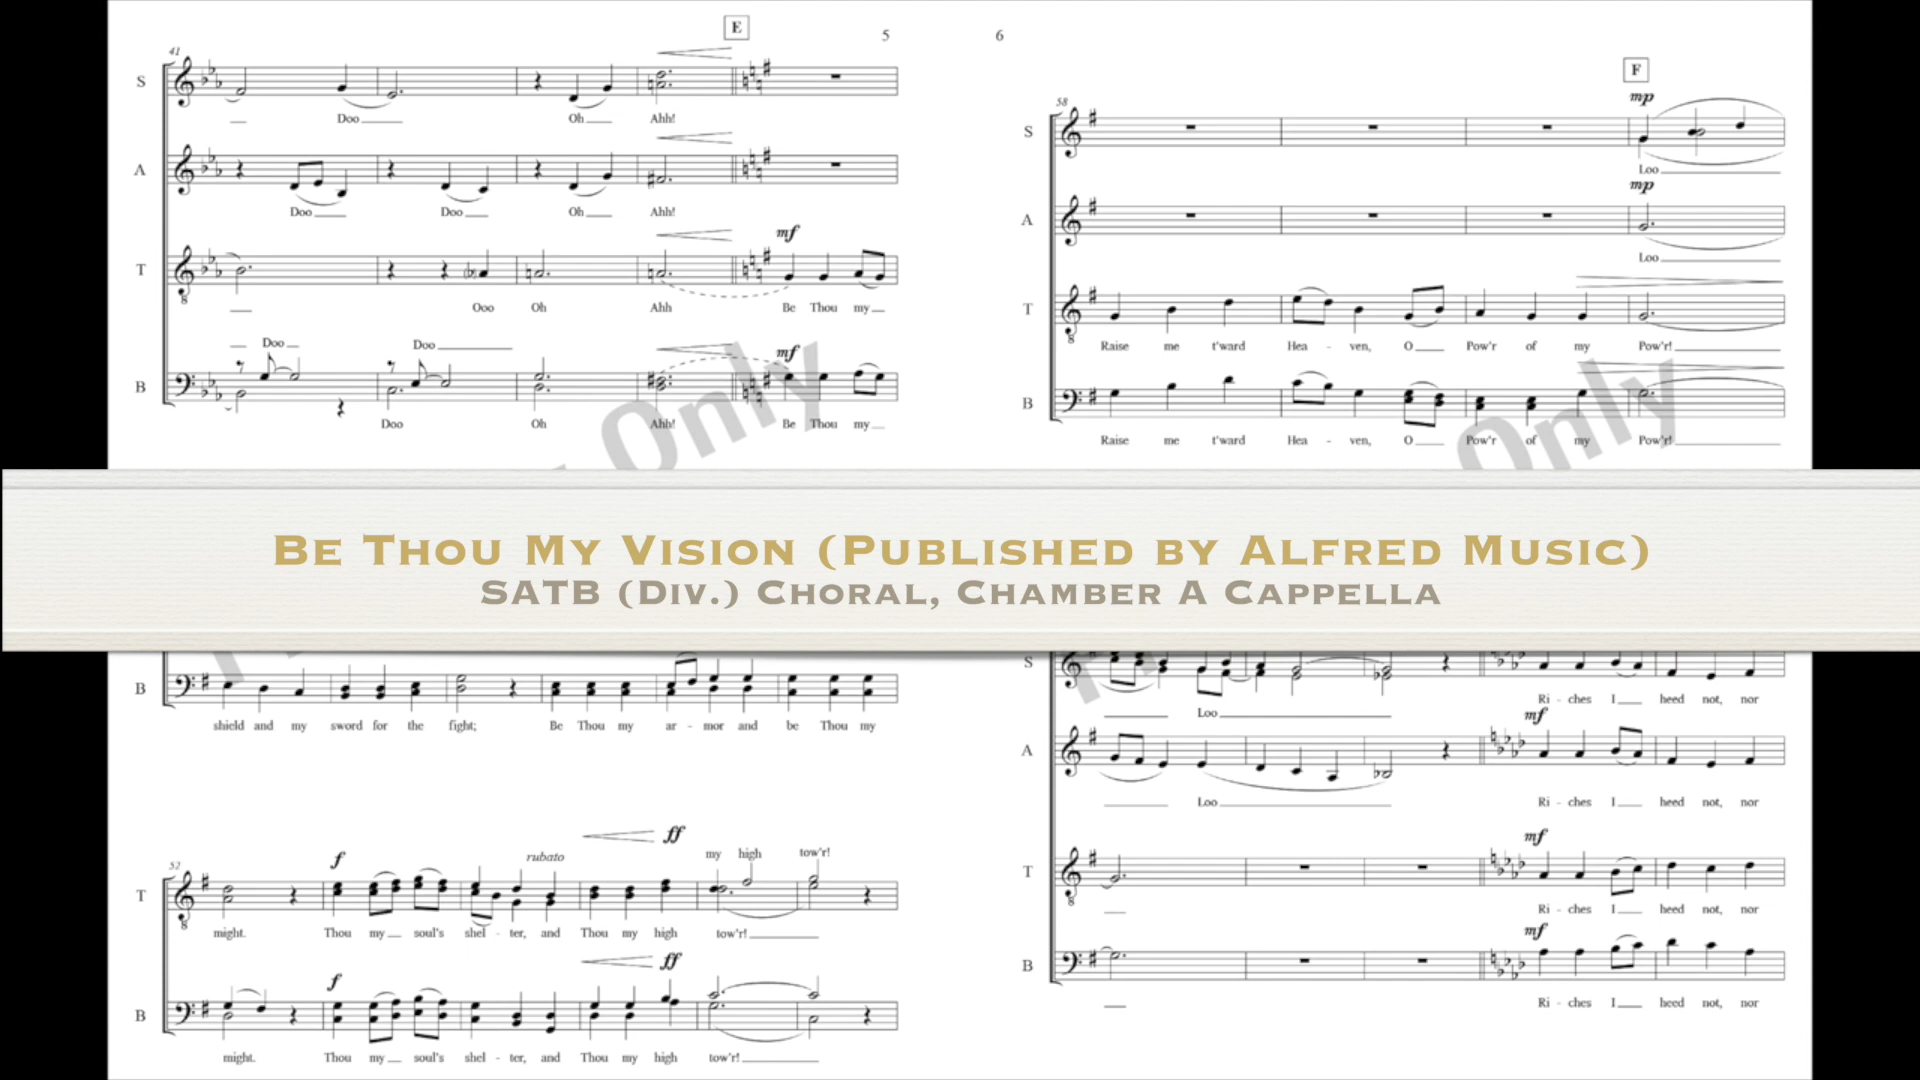 E
5
41
S
Doo Oh Ahh!
A
Doo Doo Oh Ahh!
mf
T
Ooo Oh Ahh Be Thou my
Doo Doo
mf
B
Doo Oh Ahh! Be Thou my
Only
6
F
58
mp
S
Loo
mp
A
Loo
T
Raise me t'ward Hea - ven, O Pow'r of my Pow'r!
B
Raise me t'ward Hea - ven, O Pow'r of my Pow'r!
Only
Be Thou My Vision (Published by Alfred Music)
SATB (Div.) Choral, Chamber A Cappella
B
shield and my sword for the fight; Be Thou my ar - mor and be Thou my
52
f rubato ff my high tow'r!
T
might. Thou my soul's shel - ter, and Thou my high tow'r!
f ff
B
might. Thou my soul's shel - ter, and Thou my high tow'r!
S
Loo Ri - ches I heed not, nor
mf
A
Loo Ri - ches I heed not, nor
mf
T
Ri - ches I heed not, nor
mf
B
Ri - ches I heed not, nor